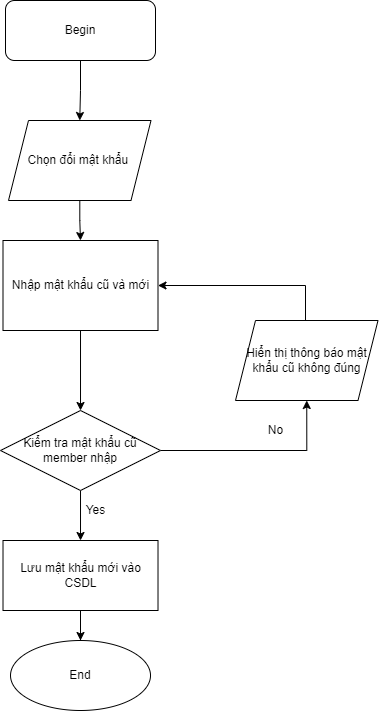 Begin
Chọn đổi mật khẩu
Nhập mật khẩu cũ và mới
Hiển thị thông báo mật
khẩu cũ không đúng
Kiểm tra mật khẩu cũ
member nhập
No
Yes
Lưu mật khẩu mới vào
CSDL
End